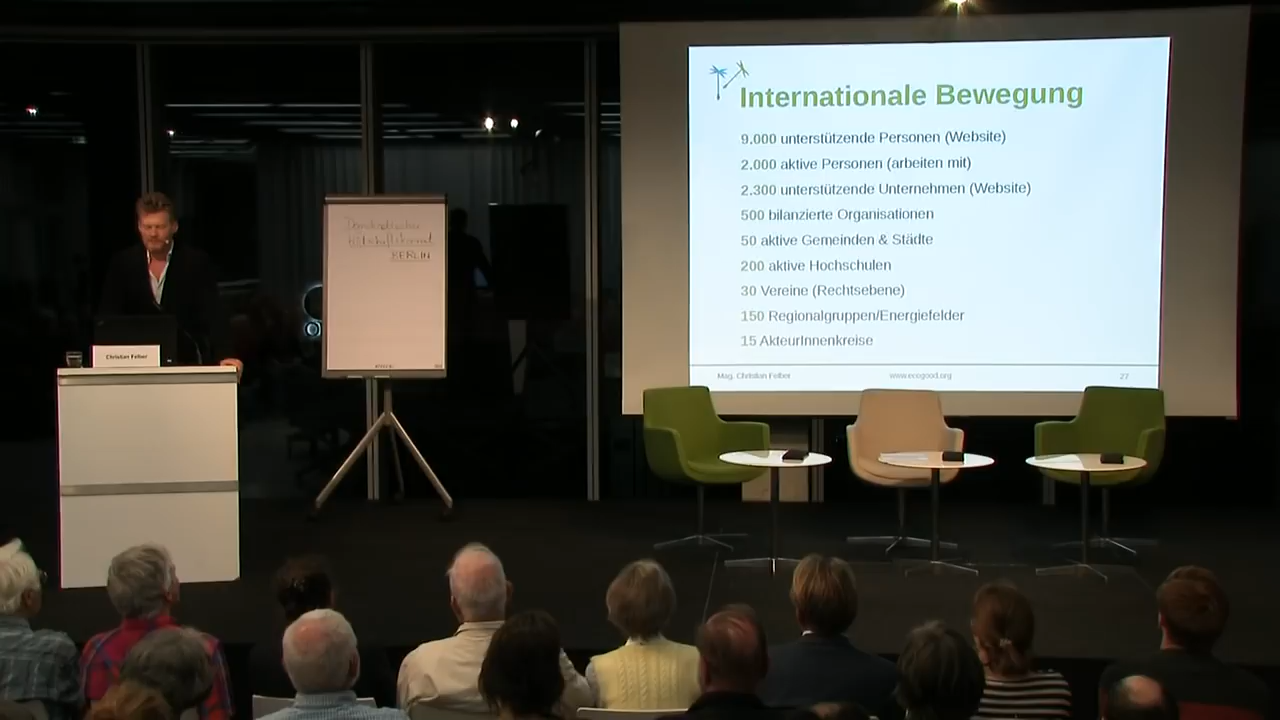 Internationale Bewegung
9.000 unterstützende Personen (Website)
2.000 aktive Personen (arbeiten mit)
2.300 unterstützende Unternehmen (Website)
500 bilanzierte Organisationen
50 aktive Gemeinden & Städte
200 aktive Hochschulen
30 Vereine (Rechtsebene)
150 Regionalgruppen/Energiefelder
15 AkteurInnenkreise
Mag. Christian Felber www.ecogood.org 27
Demokratischer
BERLIN
Christian Felber